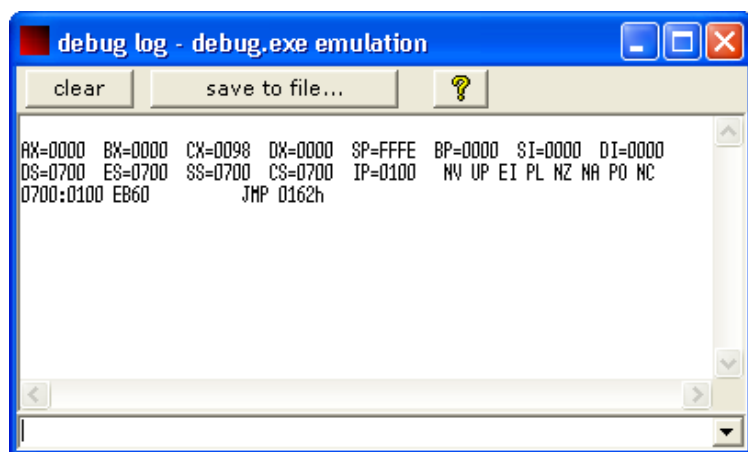 debug log - debug.exe emulation
clear save to file... ?
AX=0000 BX=0000 CX=0098 DX=0000 SP=FFFE BP=0000 SI=0000 DI=0000
DS=0700 ES=0700 SS=0700 CS=0700 IP=0100 NV UP EI PL NZ NA PO NC
0700:0100 EB60 JMP 0162h